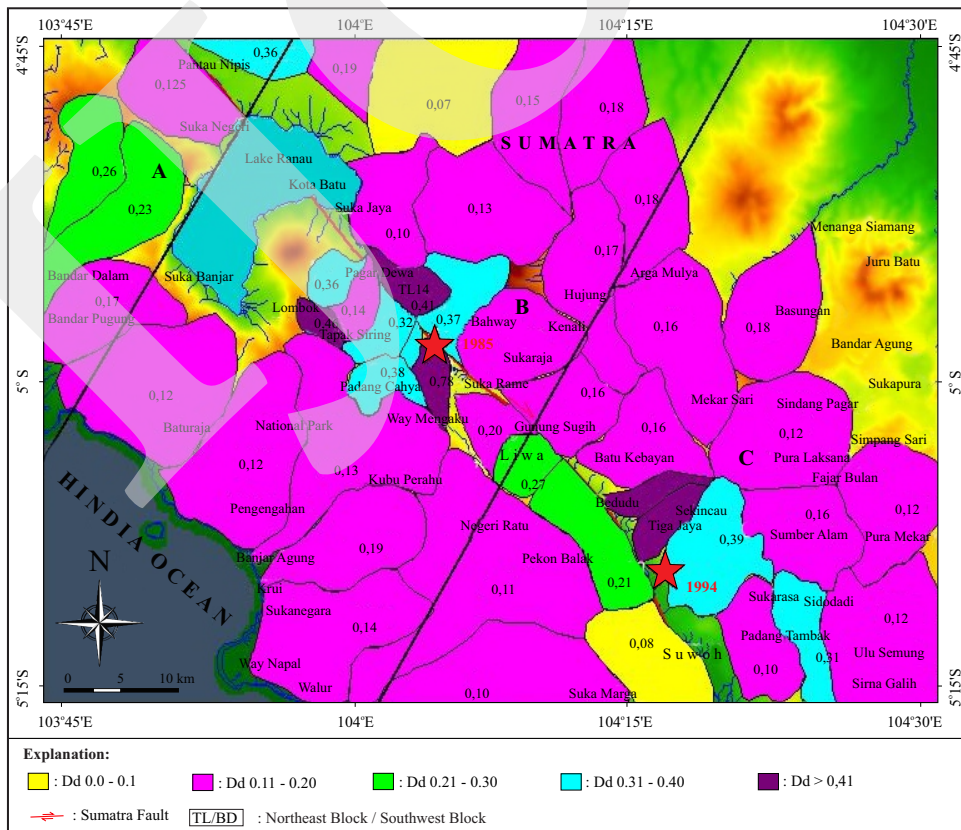 103°45'E
104°E
104°15'E
104°30'E
4°45'S
4°45'S
0,36
Pantau Nipis
0,19
0,125
0,07
0,15
0,18
Suka Negeri
SUMATRA
Lake Ranau
A
0,26
Kota Batu
0,18
0,23
Suka Jaya
0,13
Menanga Siamang
0,10
0,17
Juru Batu
Bandar Dalam
Suka Banjar
Pagar Dewa
Arga Mulya
0,36
TL14
Hujung
0,17
Lombok
0,14
0,41
B
Basungan
Bandar Pugung
0,32
0,37
Bahway
Kenali
0,16
0,18
Tapak Siring
1985
Bandar Agung
Sukaraja
5° S
0,38
0,78
Suka Rame
5° S
Padang Cahya
Sukapura
0,12
0,16
Mekar Sari
Sindang Pagar
Baturaja
National Park
Way Mengaku
0,20
Gunung Sugih
0,16
0,12
Simpang Sari
Liwa
Batu Kebayan
C
Pura Laksana
0,12
0,13
Kubu Perahu
0,27
Fajar Bulan
HINDIA OCEAN
Bedudu
Sekincau
Pengengahan
Negeri Ratu
Tiga Jaya
0,16
0,12
0,39
Sumber Alam
Pura Mekar
Banjar Agung
0,19
Pekon Balak
N
Krui
0,11
0,21
1994
Sukarasa
Sidodadi
Sukanegara
0,12
0,14
Padang Tambak
0,08
Suwoh
Ulu Semung
Way Napal
0,10
0,31
0 5 10 km
Walur
0,10
Suka Marga
Sirna Galih
5°15'S
5°15'S
103°45'E
104°E
104°15'E
104°30'E
Explanation:
: Dd 0.0 - 0.1
: Dd 0.11 - 0.20
: Dd 0.21 - 0.30
: Dd 0.31 - 0.40
: Dd > 0,41
: Sumatra Fault
TL/BD
: Northeast Block / Southwest Block